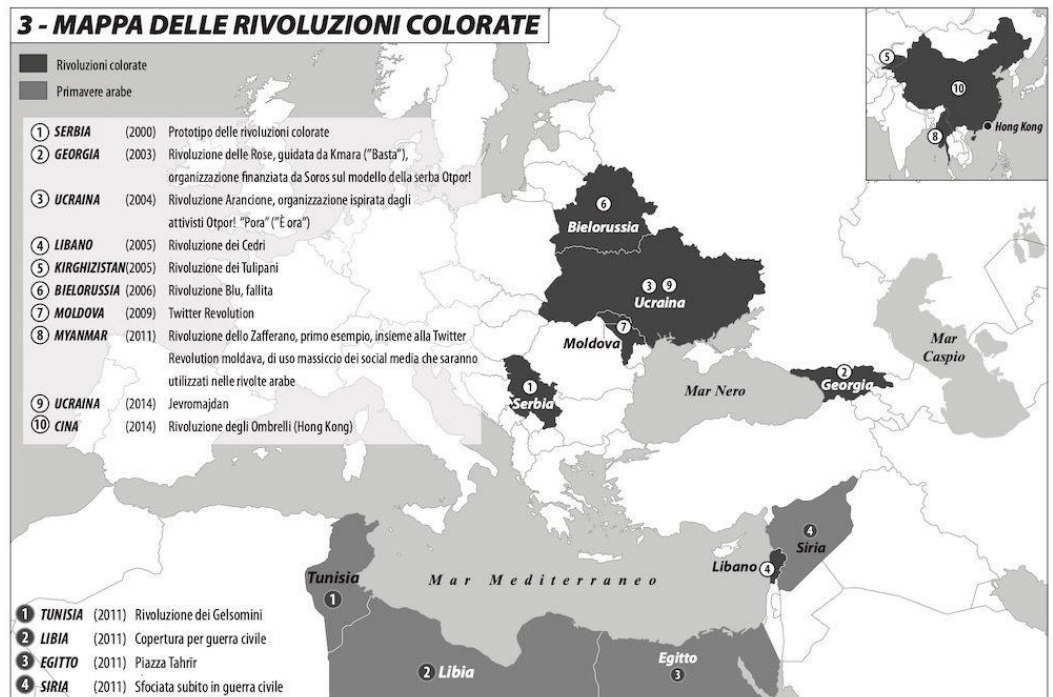 3 - MAPPA DELLE RIVOLUZIONI COLORATE
Rivoluzioni colorate
Primavere arabe
1 SERBIA (2000) Prototipo delle rivoluzioni colorate
2 GEORGIA (2003) Rivoluzione delle Rose, guidata da Kmara ("Basta"),
organizzazione finanziata da Soros sul modello della serba Otpor!
3 UCRAINA (2004) Rivoluzione Arancione, organizzazione ispirata dagli
attivisti Otpor! "Pora" ("È ora")
4 LIBANO (2005) Rivoluzione dei Cedri
5 KIRGHIZISTAN (2005) Rivoluzione dei Tulipani
6 BIELORUSSIA (2006) Rivoluzione Blu, fallita
7 MOLDOVA (2009) Twitter Revolution
8 MYANMAR (2011) Rivoluzione dello Zafferano, primo esempio, insieme alla Twitter
Revolution moldava, di uso massiccio dei social media che saranno
utilizzati nelle rivolte arabe
9 UCRAINA (2014) Jevromajdan
10 CINA (2014) Rivoluzione degli Ombrelli (Hong Kong)
5
10
8
Hong Kong
6
Bielorussia
3 9
Ucraina
7
Moldova
1
Serbia
Mar Nero
2
Georgia
Mar
Caspio
4
Siria
Libano 4
Mar Mediterraneo
Tunisia
1
2 Libia
Egitto
3
1 TUNISIA (2011) Rivoluzione dei Gelsomini
2 LIBIA (2011) Copertura per guerra civile
3 EGITTO (2011) Piazza Tahrīr
4 SIRIA (2011) Sfociata subito in guerra civile